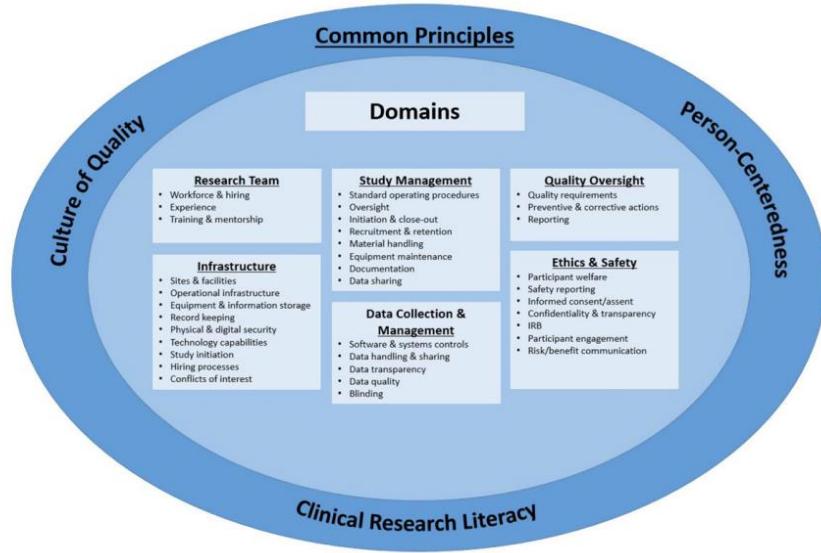 Common Principles
Culture of Quality
Person-Centeredness
Domains
Research Team
• Workforce & hiring
• Experience
• Training & mentorship
Infrastructure
• Sites & facilities
• Operational infrastructure
• Equipment & information storage
• Record keeping
• Physical & digital security
• Technology capabilities
• Study initiation
• Hiring processes
• Conflicts of interest
Study Management
• Standard operating procedures
• Oversight
• Initiation & close-out
• Recruitment & retention
• Material handling
• Equipment maintenance
• Documentation
• Data sharing
Data Collection &
Management
• Software & systems controls
• Data handling & sharing
• Data transparency
• Data quality
• Blinding
Quality Oversight
• Quality requirements
• Preventive & corrective actions
• Reporting
Ethics & Safety
• Participant welfare
• Safety reporting
• Informed consent/assent
• Confidentiality & transparency
• IRB
• Participant engagement
• Risk/benefit communication
Clinical Research Literacy